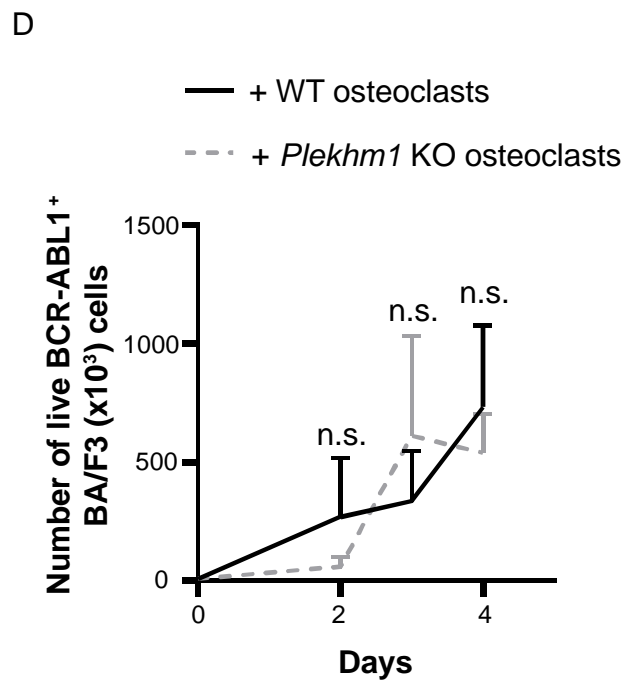 D
+ WT osteoclasts
+ Plekhm1 KO osteoclasts
Number of live BCR-ABL1⁺
BA/F3 (x10³) cells
1500
1000
500
0
n.s.
n.s.
n.s.
0
2
4
Days